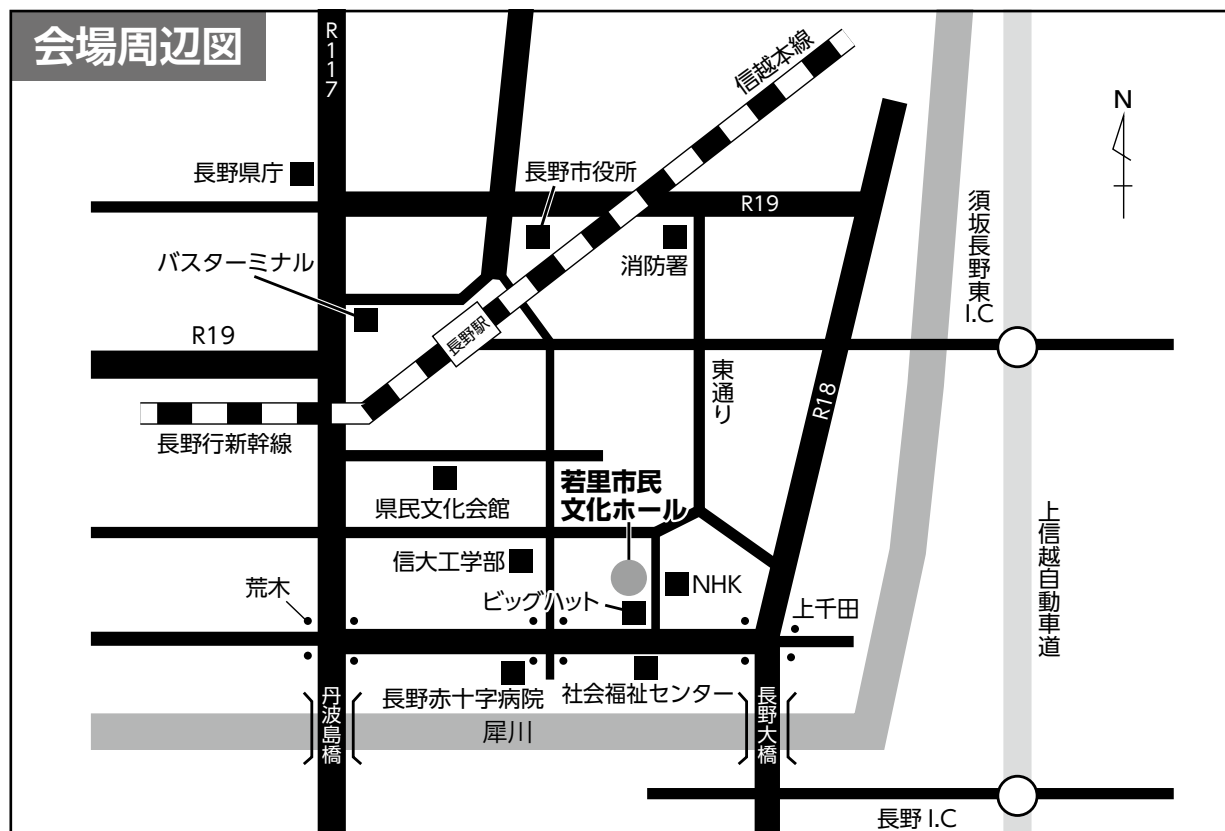 会場周辺図
R117
信越本線
N
長野県庁
長野市役所
R19
須坂長野東
I.C
バスターミナル
消防署
長野駅
R19
東通り
R18
長野行新幹線
若里市民
文化ホール
県民文化会館
上信越自動車道
信大工学部
荒木
ビッグハット
NHK
上千田
長野赤十字病院
社会福祉センター
丹波島橋
犀川
長野大橋
長野 I.C